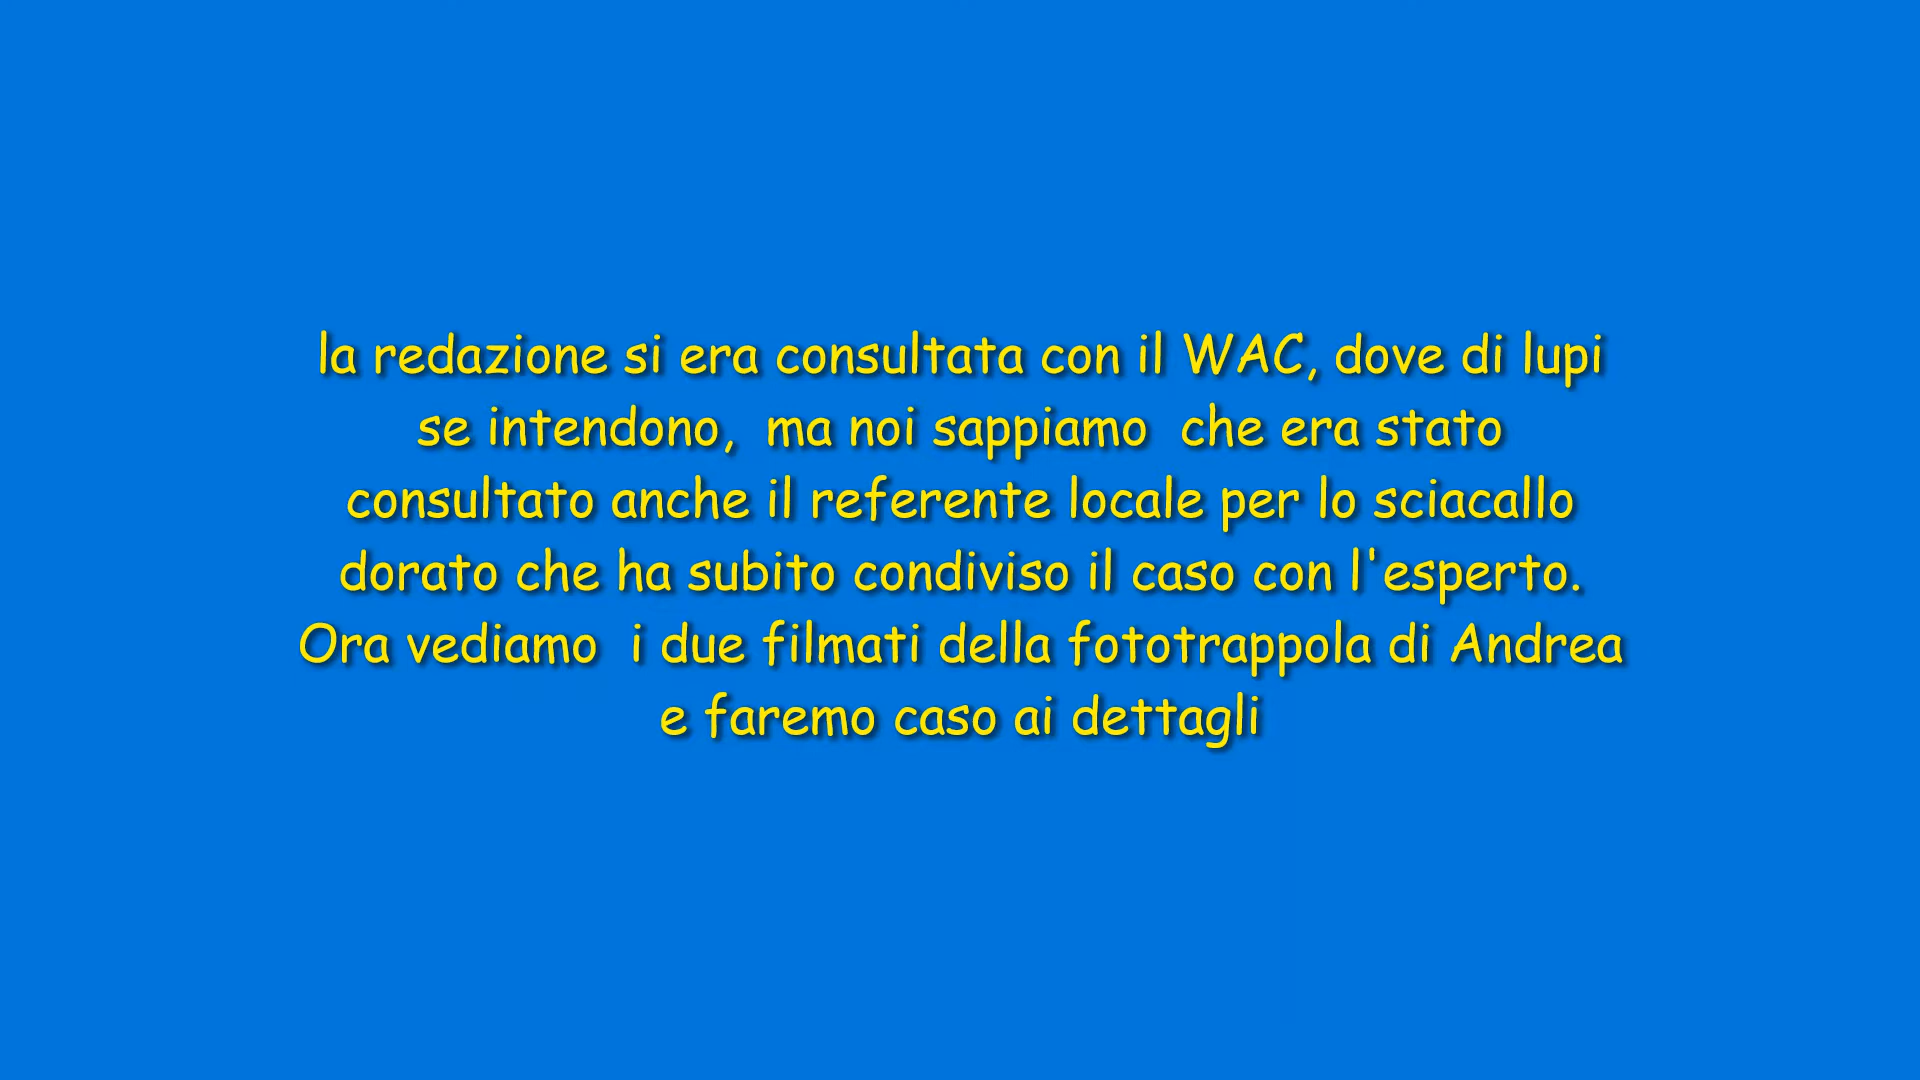 la redazione si era consultata con il WAC, dove di lupi
se intendono,  ma noi sappiamo  che era stato
consultato anche il referente locale per lo sciacallo
dorato che ha subito condiviso il caso con l'esperto.
Ora vediamo  i due filmati della fototrappola di Andrea
e faremo caso ai dettagli